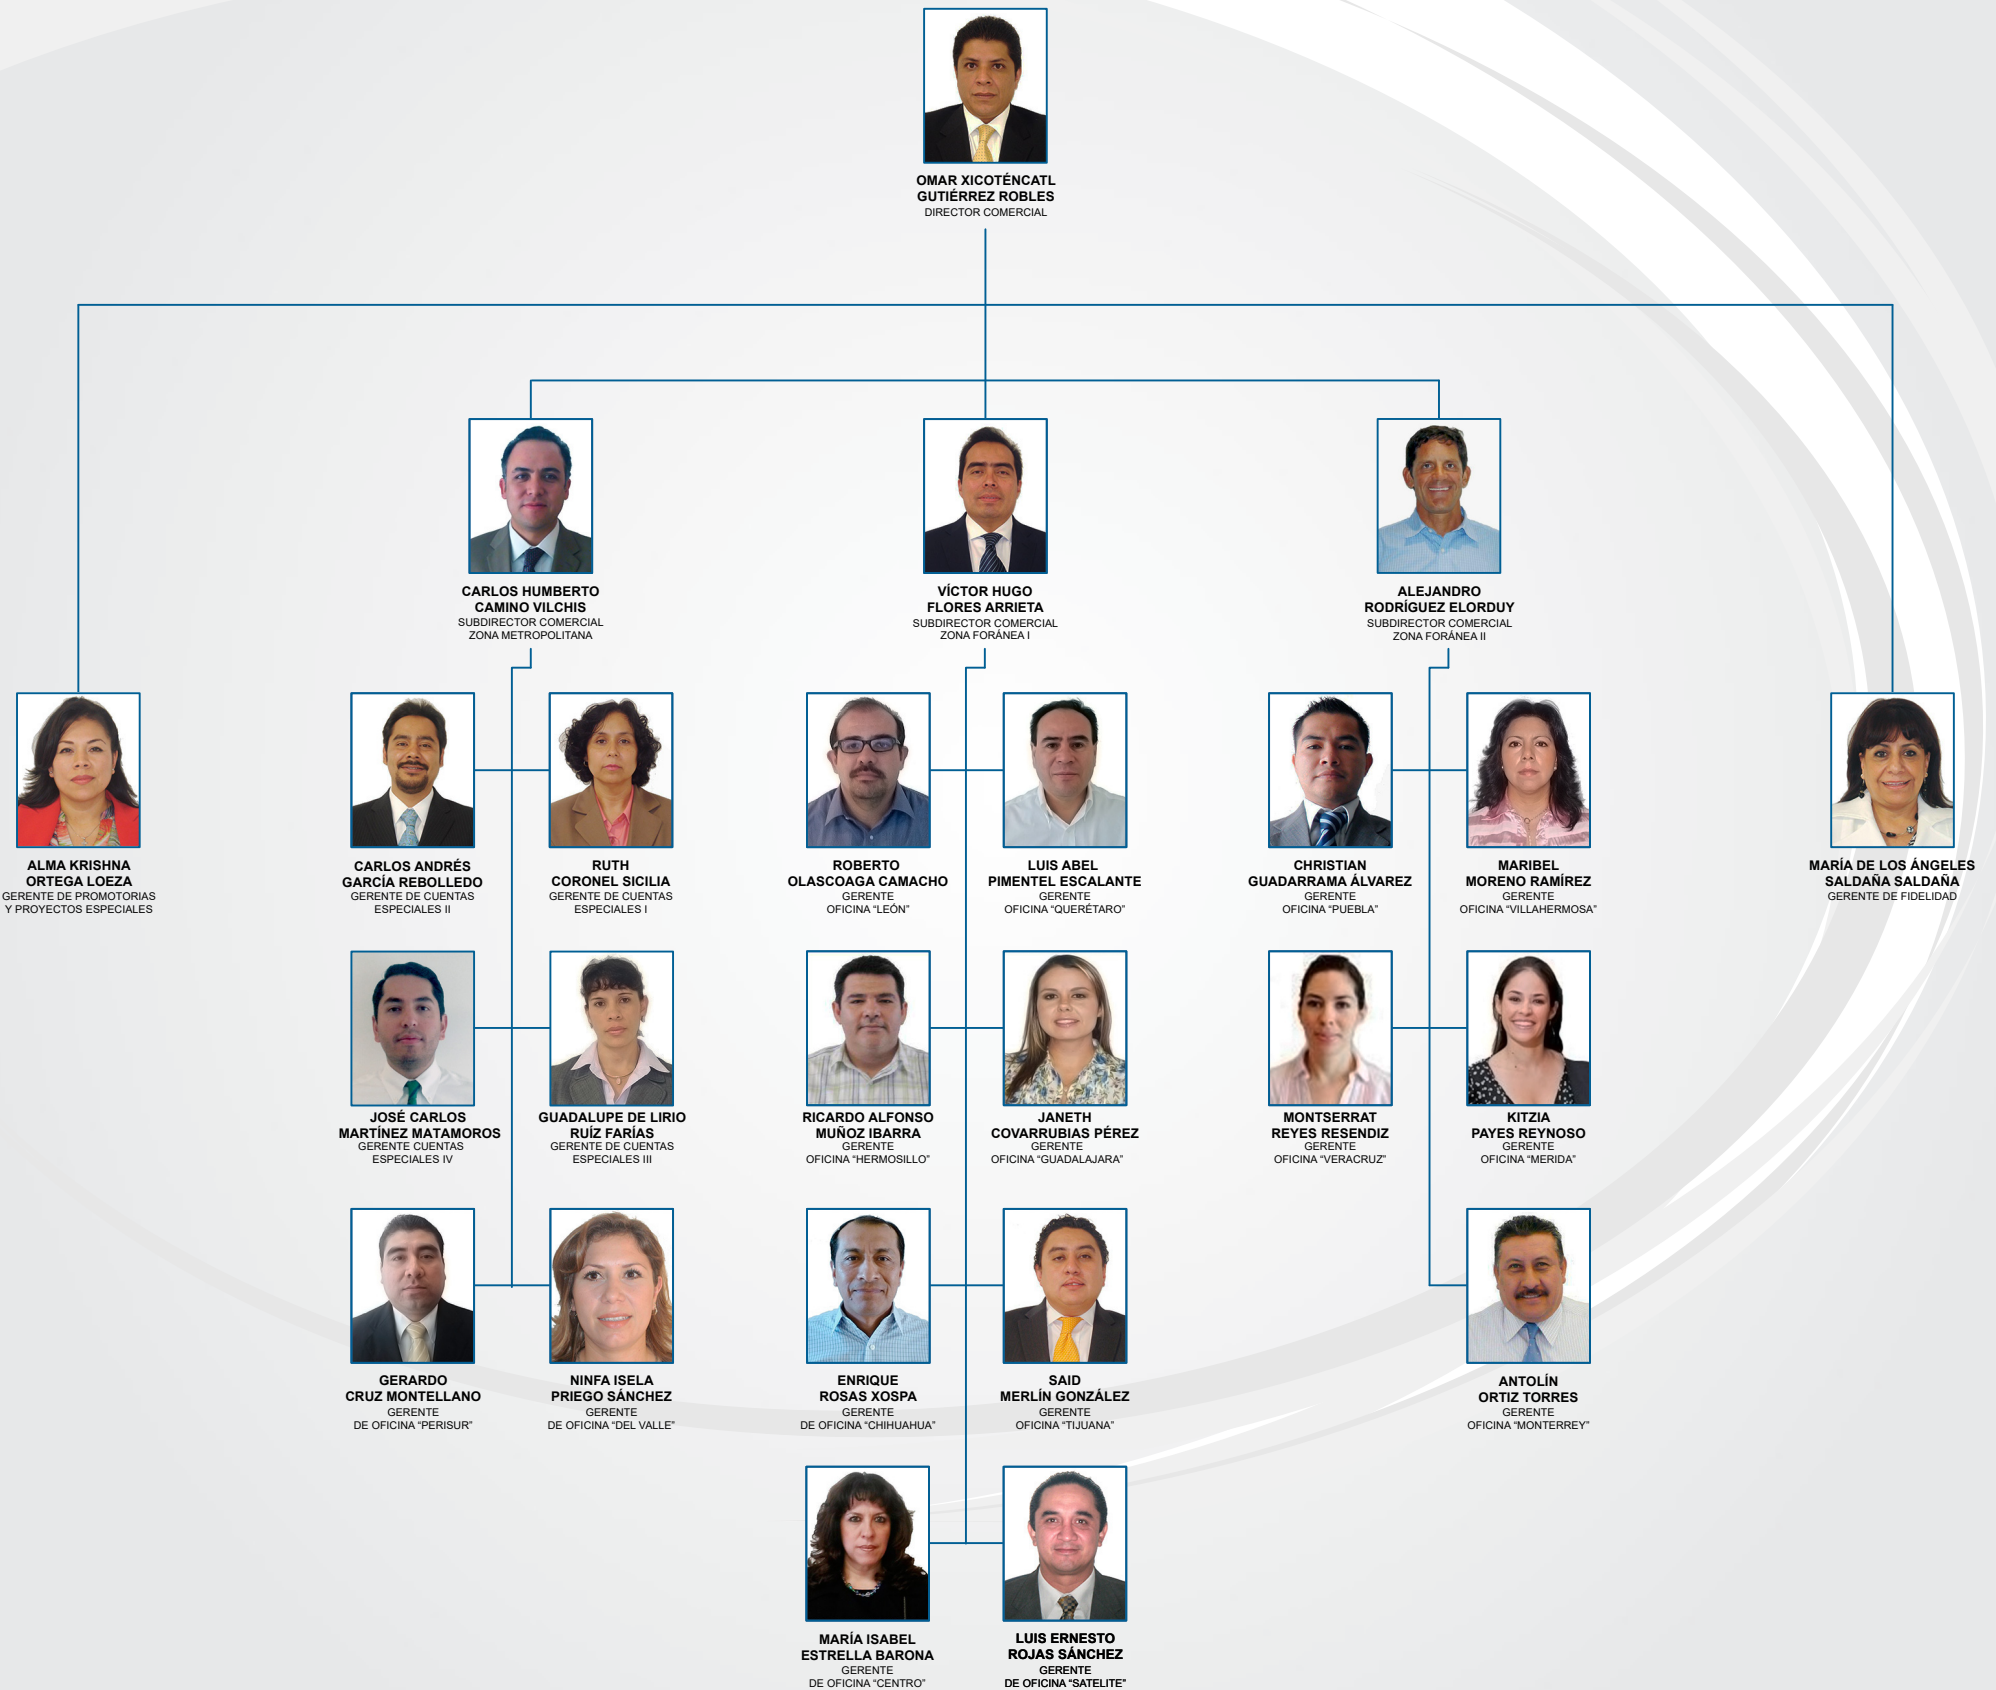 OMAR XICOTÉNCATL
GUTIÉRREZ ROBLES
DIRECTOR COMERCIAL
CARLOS HUMBERTO
CAMINO VILCHIS
SUBDIRECTOR COMERCIAL
ZONA METROPOLITANA
VÍCTOR HUGO
FLORES ARRIETA
SUBDIRECTOR COMERCIAL
ZONA FORÁNEA I
ALEJANDRO
RODRÍGUEZ ELORDUY
SUBDIRECTOR COMERCIAL
ZONA FORÁNEA II
ALMA KRISHNA
ORTEGA LOEZA
GERENTE DE PROMOTORIAS
Y PROYECTOS ESPECIALES
CARLOS ANDRÉS
GARCÍA REBOLLEDO
GERENTE DE CUENTAS
ESPECIALES II
RUTH
CORONEL SICILIA
GERENTE DE CUENTAS
ESPECIALES I
ROBERTO
OLASCOAGA CAMACHO
GERENTE
OFICINA “LEÓN”
LUIS ABEL
PIMENTEL ESCALANTE
GERENTE
OFICINA “QUERÉTARO”
CHRISTIAN
GUADARRAMA ÁLVAREZ
GERENTE
OFICINA “PUEBLA”
MARIBEL
MORENO RAMÍREZ
GERENTE
OFICINA “VILLAHERMOSA”
MARÍA DE LOS ÁNGELES
SALDAÑA SALDAÑA
GERENTE DE FIDELIDAD
JOSÉ CARLOS
MARTÍNEZ MATAMOROS
GERENTE CUENTAS
ESPECIALES IV
GUADALUPE DE LIRIO
RUÍZ FARÍAS
GERENTE DE CUENTAS
ESPECIALES III
RICARDO ALFONSO
MUÑOZ IBARRA
GERENTE
OFICINA “HERMOSILLO”
JANETH
COVARRUBIAS PÉREZ
GERENTE
OFICINA “GUADALAJARA”
MONTSERRAT
REYES RESENDIZ
GERENTE
OFICINA “VERACRUZ”
KITZIA
PAYES REYNOSO
GERENTE
OFICINA “MERIDA”
GERARDO
CRUZ MONTELLANO
GERENTE
DE OFICINA “PERISUR”
NINFA ISELA
PRIEGO SÁNCHEZ
GERENTE
DE OFICINA “DEL VALLE”
ENRIQUE
ROSAS XOSPA
GERENTE
DE OFICINA “CHIHUAHUA”
SAID
MERLÍN GONZÁLEZ
GERENTE
OFICINA “TIJUANA”
ANTOLÍN
ORTIZ TORRES
GERENTE
OFICINA “MONTERREY”
MARÍA ISABEL
ESTRELLA BARONA
GERENTE
DE OFICINA “CENTRO”
LUIS ERNESTO
ROJAS SÁNCHEZ
GERENTE
DE OFICINA “SATELITE”